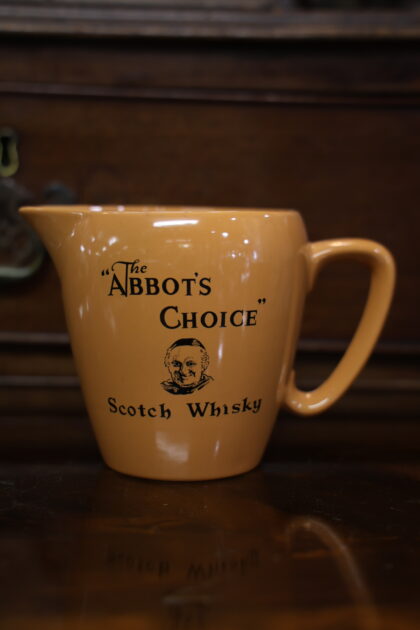 "The
ABBOT'S
CHOICE"
Scotch Whisky